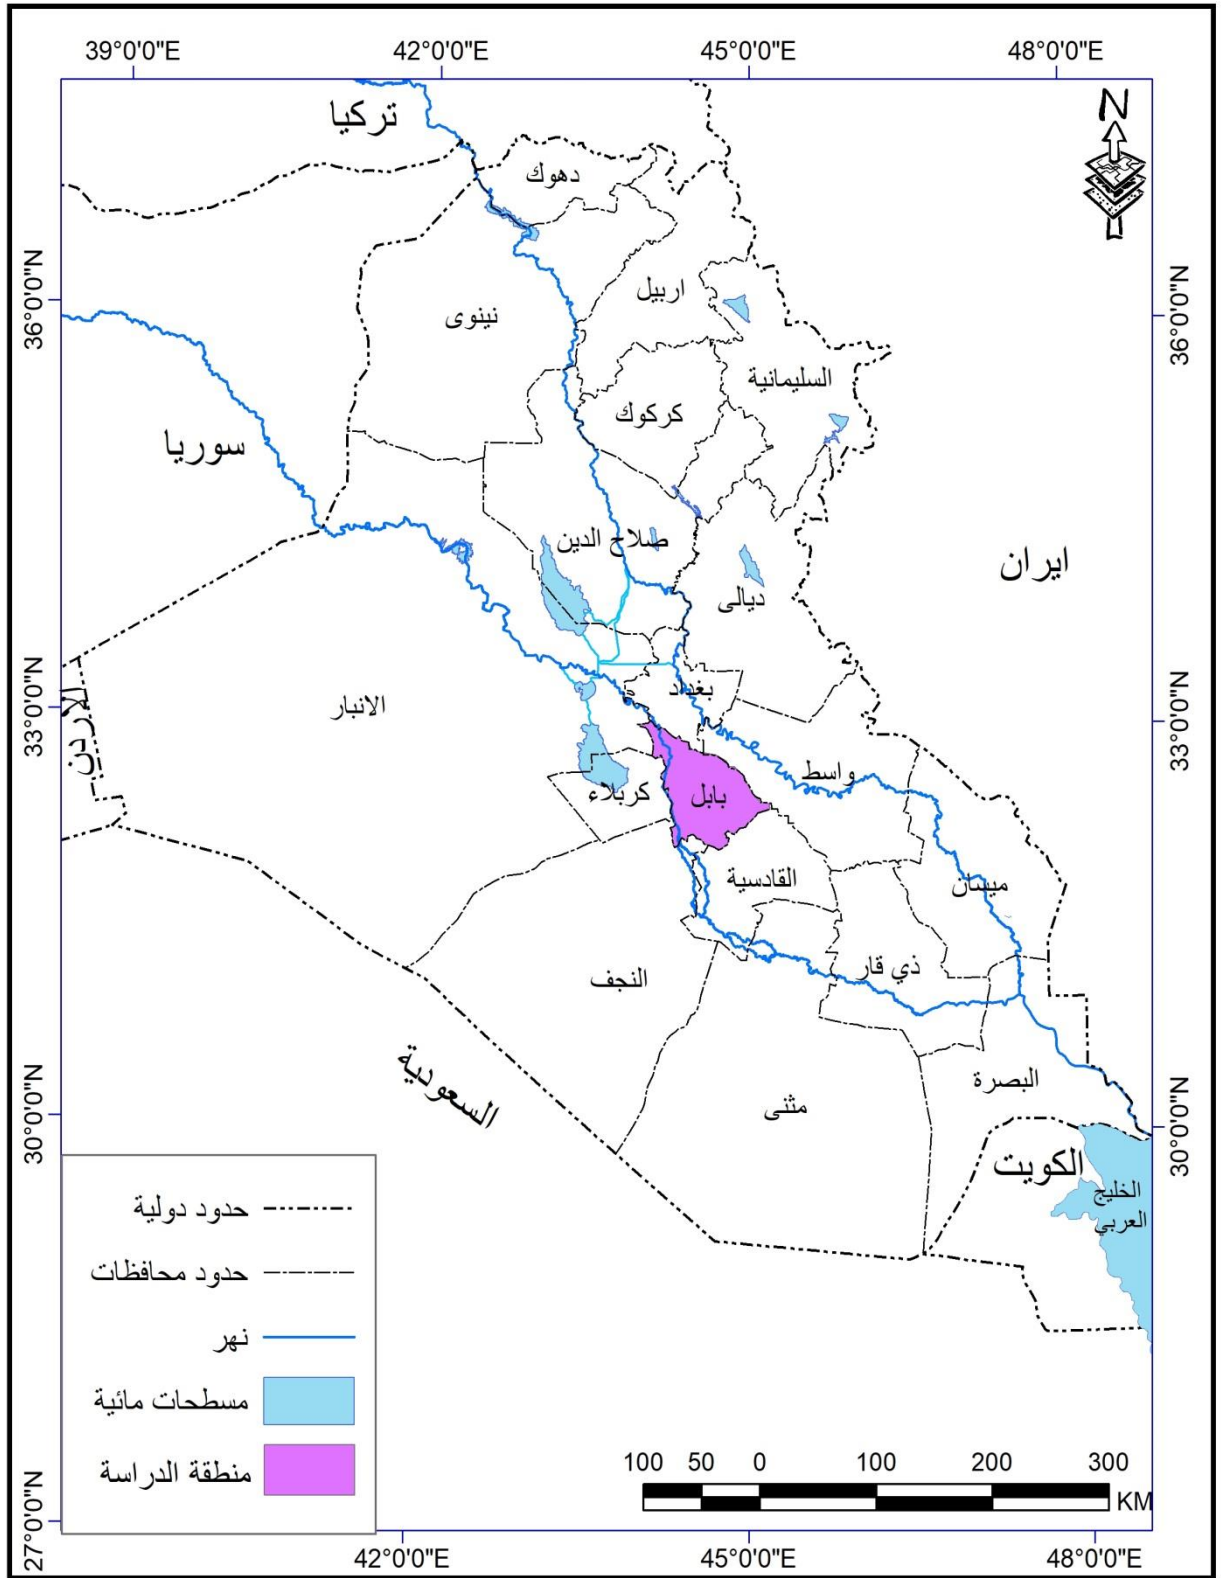 39°0'0"E
42°0'0"E
45°0'0"E
48°0'0"E
N
تركيا
دهوك
36°0'0"N
اربيل
نينوى
36°0'0"N
السليمانية
كركوك
سوريا
صلاح الدين
ايران
ديالى
بغداد
33°0'0"N
الاردن
الانبار
33°0'0"N
واسط
كربلاء
بابل
القادسية
ميسان
النجف
ذي قار
السعودية
البصرة
مثنى
30°0'0"N
30°0'0"N
الكويت
الخليج
العربي
حدود دولية
حدود محافظات
نهر
مسطحات مائية
منطقة الدراسة
100 50 0 100 200 300
KM
27°0'0"N
42°0'0"E
45°0'0"E
48°0'0"E